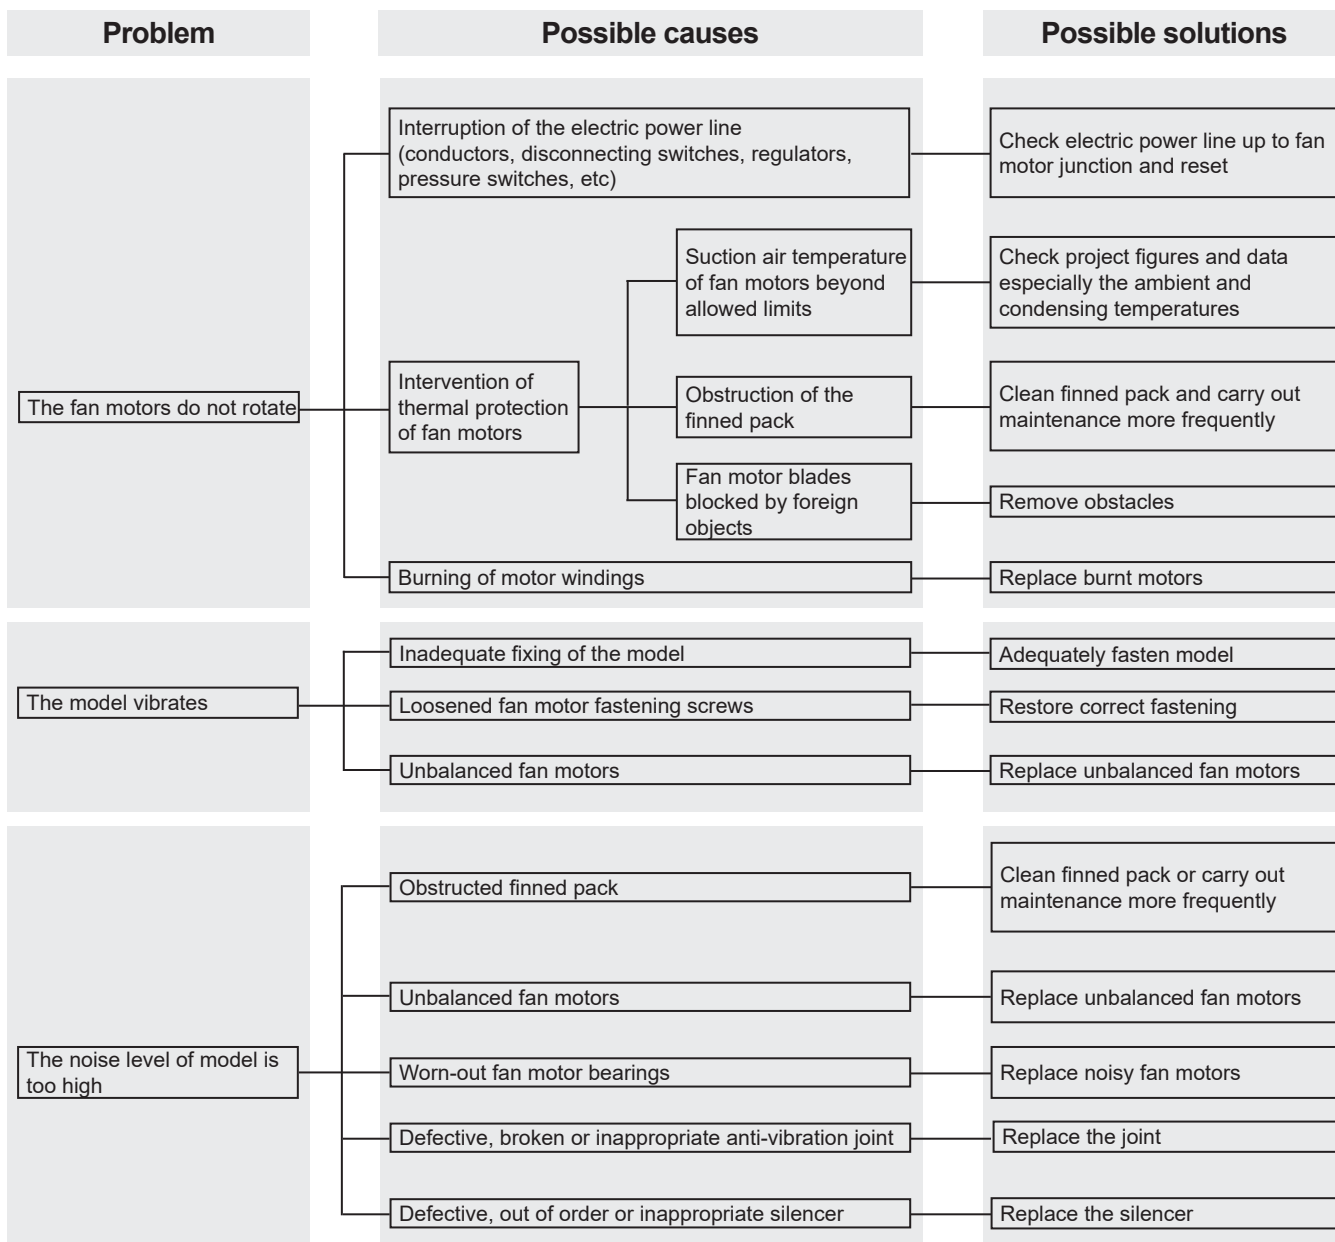 Problem
Possible causes
Possible solutions
The fan motors do not rotate
Interruption of the electric power line
(conductors, disconnecting switches, regulators,
pressure switches, etc)
Check electric power line up to fan
motor junction and reset
Intervention of
thermal protection
of fan motors
Suction air temperature
of fan motors beyond
allowed limits
Check project figures and data
especially the ambient and
condensing temperatures
Obstruction of the
finned pack
Clean finned pack and carry out
maintenance more frequently
Fan motor blades
blocked by foreign
objects
Remove obstacles
Burning of motor windings
Replace burnt motors
The model vibrates
Inadequate fixing of the model
Adequately fasten model
Loosened fan motor fastening screws
Restore correct fastening
Unbalanced fan motors
Replace unbalanced fan motors
The noise level of model is
too high
Obstructed finned pack
Clean finned pack or carry out
maintenance more frequently
Unbalanced fan motors
Replace unbalanced fan motors
Worn-out fan motor bearings
Replace noisy fan motors
Defective, broken or inappropriate anti-vibration joint
Replace the joint
Defective, out of order or inappropriate silencer
Replace the silencer